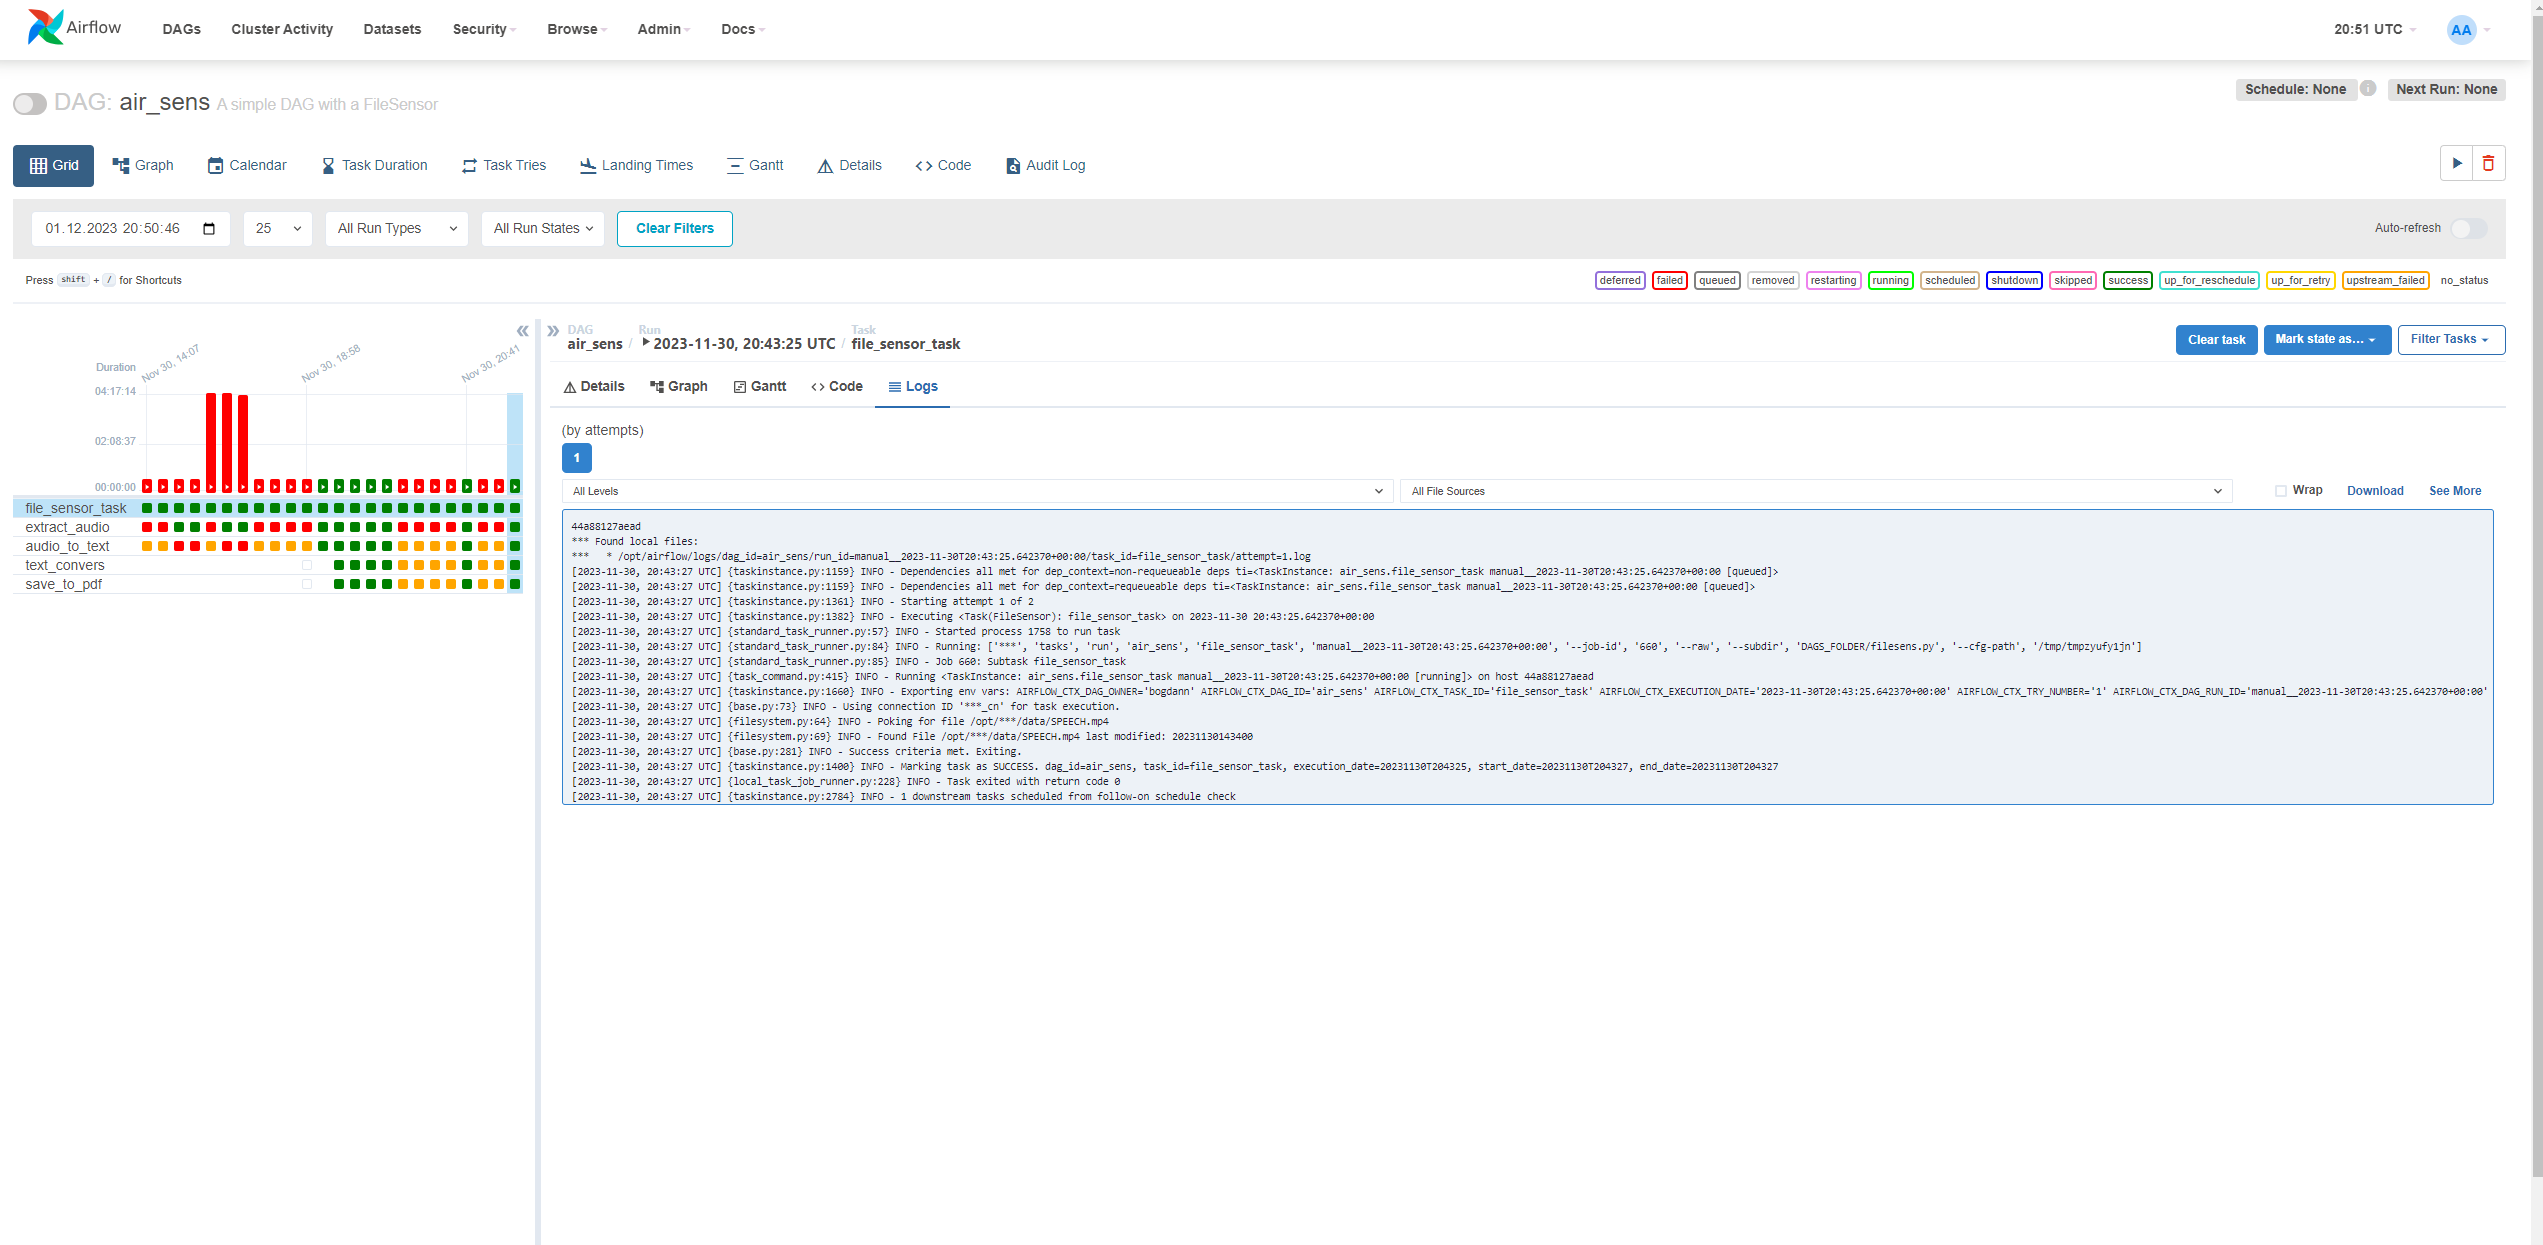 Airflow
DAGs Cluster Activity Datasets Security Browse Admin Docs
20:51 UTC
AA
DAG: air_sens A simple DAG with a FileSensor
Schedule: None
Next Run: None
Grid Graph Calendar Task Duration Task Tries Landing Times Gantt Details Code Audit Log
01.12.2023 20:50:46
25
All Run Types
All Run States
Clear Filters
Auto-refresh
Press shift + / for Shortcuts
deferred failed queued removed restarting running scheduled shutdown skipped success up_for_reschedule up_for_retry upstream_failed no_status
Duration
Nov 30, 14:07
Nov 30, 18:58
Nov 30, 20:41
04:17:14
02:08:37
00:00:00
file_sensor_task
extract_audio
audio_to_text
text_convers
save_to_pdf
DAG
air_sens /
Run
2023-11-30, 20:43:25 UTC /
Task
file_sensor_task
Clear task
Mark state as...
Filter Tasks
Details Graph Gantt Code Logs
(by attempts)
1
All Levels
All File Sources
Wrap
Download
See More
44a88127aead
*** Found local files:
***   * /opt/airflow/logs/dag_id=air_sens/run_id=manual__2023-11-30T20:43:25.642370+00:00/task_id=file_sensor_task/attempt=1.log
[2023-11-30, 20:43:27 UTC] {taskinstance.py:1159} INFO - Dependencies all met for dep_context=non-requeueable deps ti=<TaskInstance: air_sens.file_sensor_task manual__2023-11-30T20:43:25.642370+00:00 [queued]>
[2023-11-30, 20:43:27 UTC] {taskinstance.py:1159} INFO - Dependencies all met for dep_context=requeueable deps ti=<TaskInstance: air_sens.file_sensor_task manual__2023-11-30T20:43:25.642370+00:00 [queued]>
[2023-11-30, 20:43:27 UTC] {taskinstance.py:1361} INFO - Starting attempt 1 of 2
[2023-11-30, 20:43:27 UTC] {taskinstance.py:1382} INFO - Executing <Task(FileSensor): file_sensor_task> on 2023-11-30 20:43:25.642370+00:00
[2023-11-30, 20:43:27 UTC] {standard_task_runner.py:57} INFO - Started process 1758 to run task
[2023-11-30, 20:43:27 UTC] {standard_task_runner.py:84} INFO - Running: ['***', 'tasks', 'run', 'air_sens', 'file_sensor_task', 'manual__2023-11-30T20:43:25.642370+00:00', '--job-id', '660', '--raw', '--subdir', 'DAGS_FOLDER/filesens.py', '--cfg-path', '/tmp/tmpzyufy1jn']
[2023-11-30, 20:43:27 UTC] {standard_task_runner.py:85} INFO - Job 660: Subtask file_sensor_task
[2023-11-30, 20:43:27 UTC] {task_command.py:415} INFO - Running <TaskInstance: air_sens.file_sensor_task manual__2023-11-30T20:43:25.642370+00:00 [running]> on host 44a88127aead
[2023-11-30, 20:43:27 UTC] {taskinstance.py:1660} INFO - Exporting env vars: AIRFLOW_CTX_DAG_OWNER='bogdann' AIRFLOW_CTX_DAG_ID='air_sens' AIRFLOW_CTX_TASK_ID='file_sensor_task' AIRFLOW_CTX_EXECUTION_DATE='2023-11-30T20:43:25.642370+00:00' AIRFLOW_CTX_TRY_NUMBER='1' AIRFLOW_CTX_DAG_RUN_ID='manual__2023-11-30T20:43:25.642370+00:00'
[2023-11-30, 20:43:27 UTC] {base.py:73} INFO - Using connection ID '***_cn' for task execution.
[2023-11-30, 20:43:27 UTC] {filesystem.py:64} INFO - Poking for file /opt/***/data/SPEECH.mp4
[2023-11-30, 20:43:27 UTC] {filesystem.py:69} INFO - Found File /opt/***/data/SPEECH.mp4 last modified: 20231130143400
[2023-11-30, 20:43:27 UTC] {base.py:281} INFO - Success criteria met. Exiting.
[2023-11-30, 20:43:27 UTC] {taskinstance.py:1400} INFO - Marking task as SUCCESS. dag_id=air_sens, task_id=file_sensor_task, execution_date=20231130T204325, start_date=20231130T204327, end_date=20231130T204327
[2023-11-30, 20:43:27 UTC] {local_task_job_runner.py:228} INFO - Task exited with return code 0
[2023-11-30, 20:43:27 UTC] {taskinstance.py:2784} INFO - 1 downstream tasks scheduled from follow-on schedule check